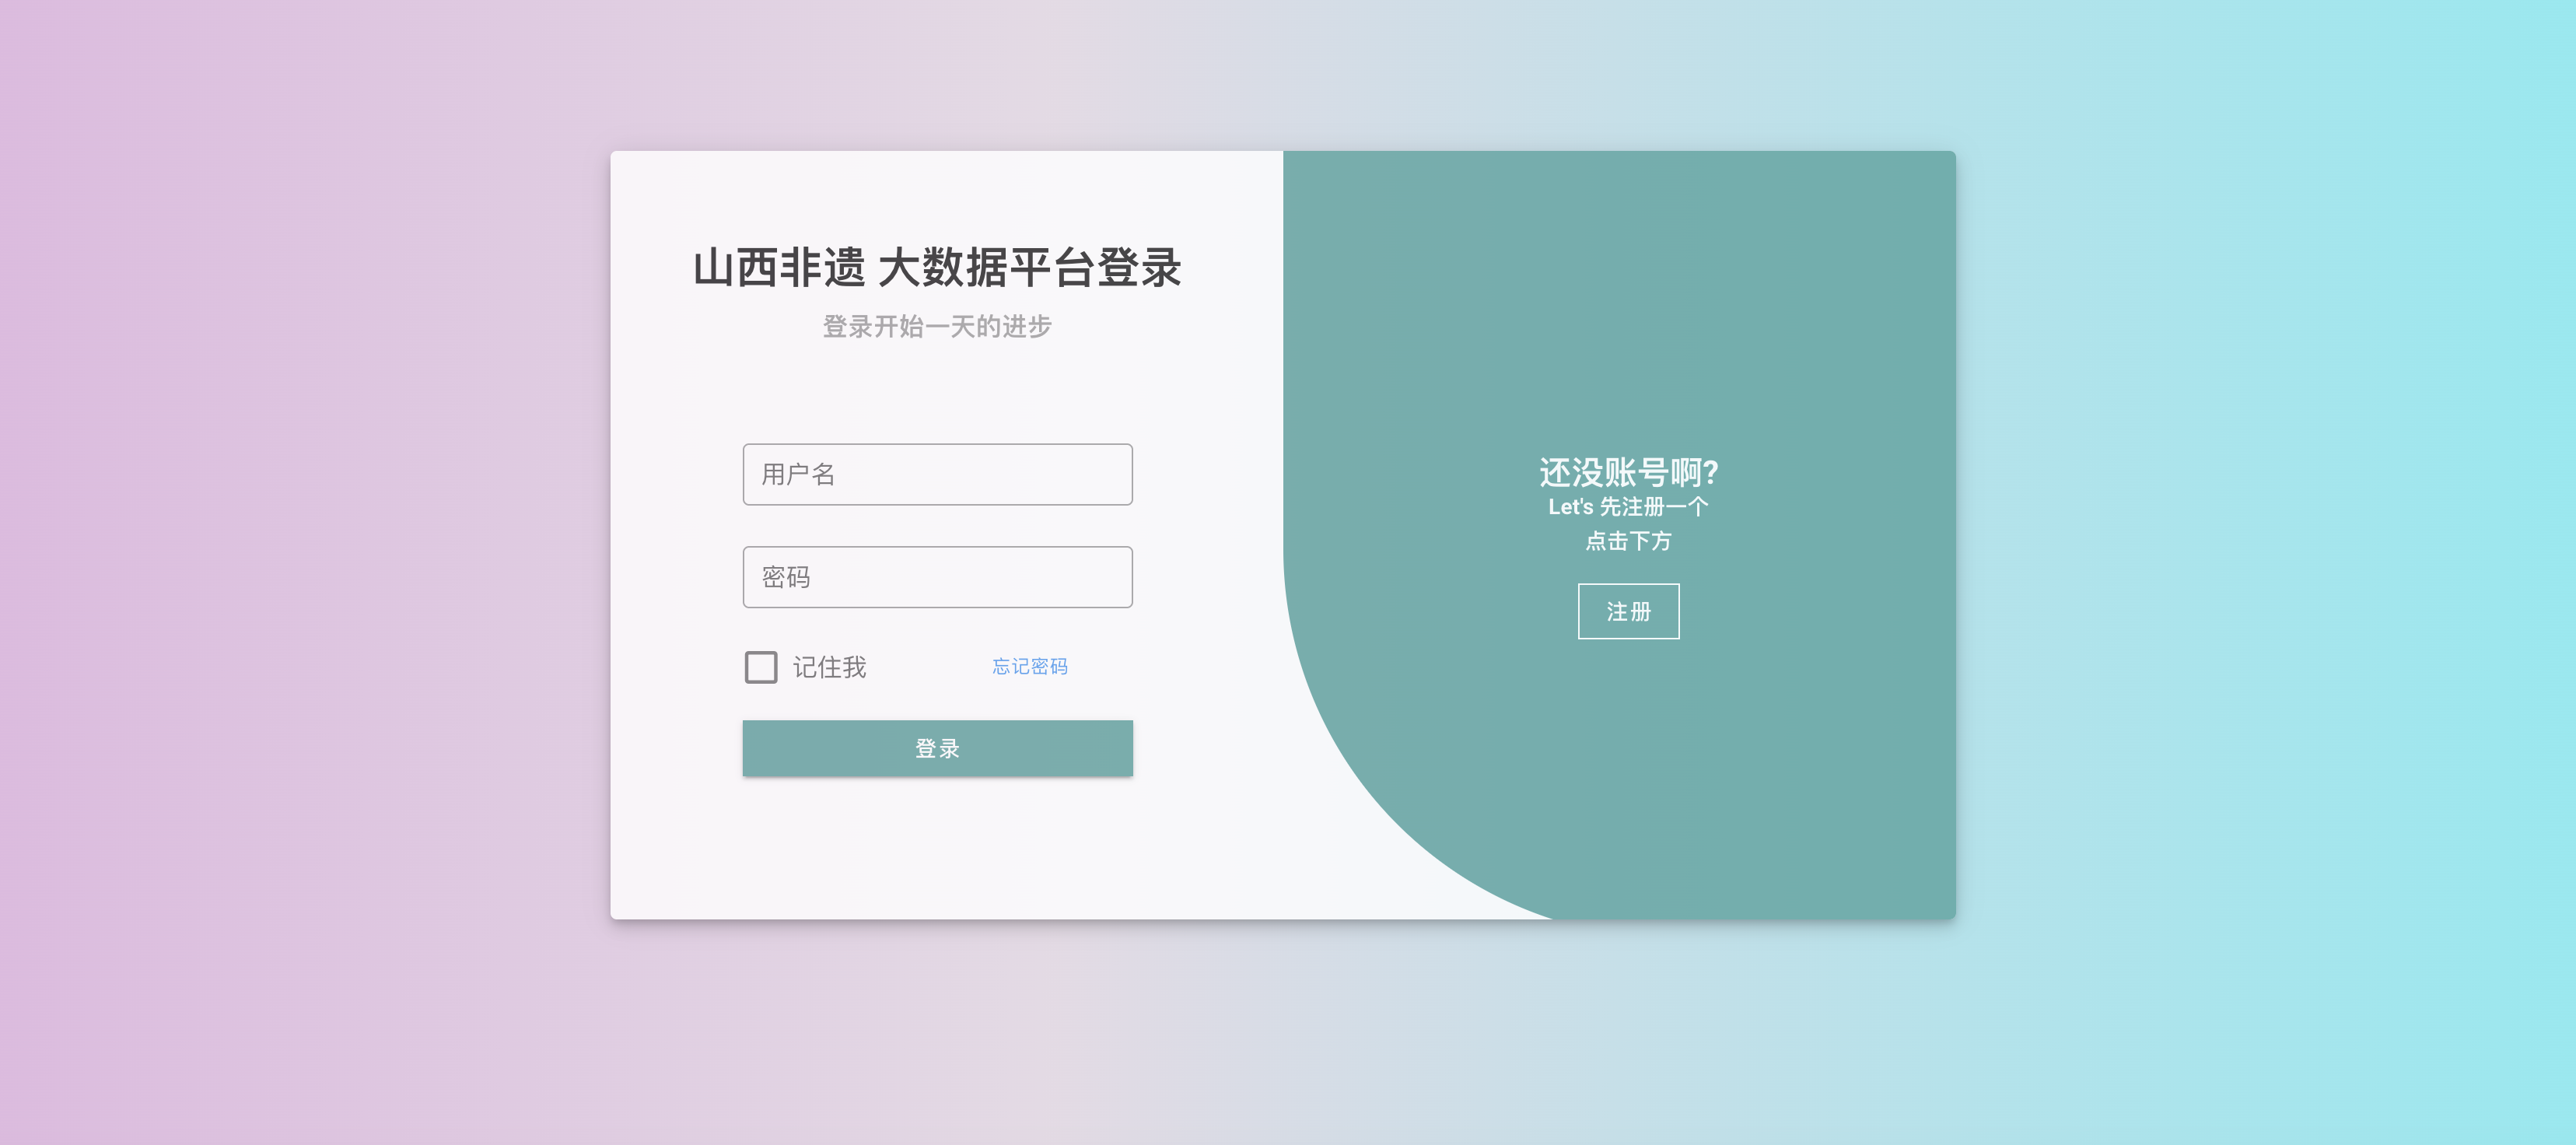 山西非遗 大数据平台登录
登录开始一天的进步
用户名
密码
记住我
忘记密码
登录
还没账号啊?
Let's 先注册一个
点击下方
注册